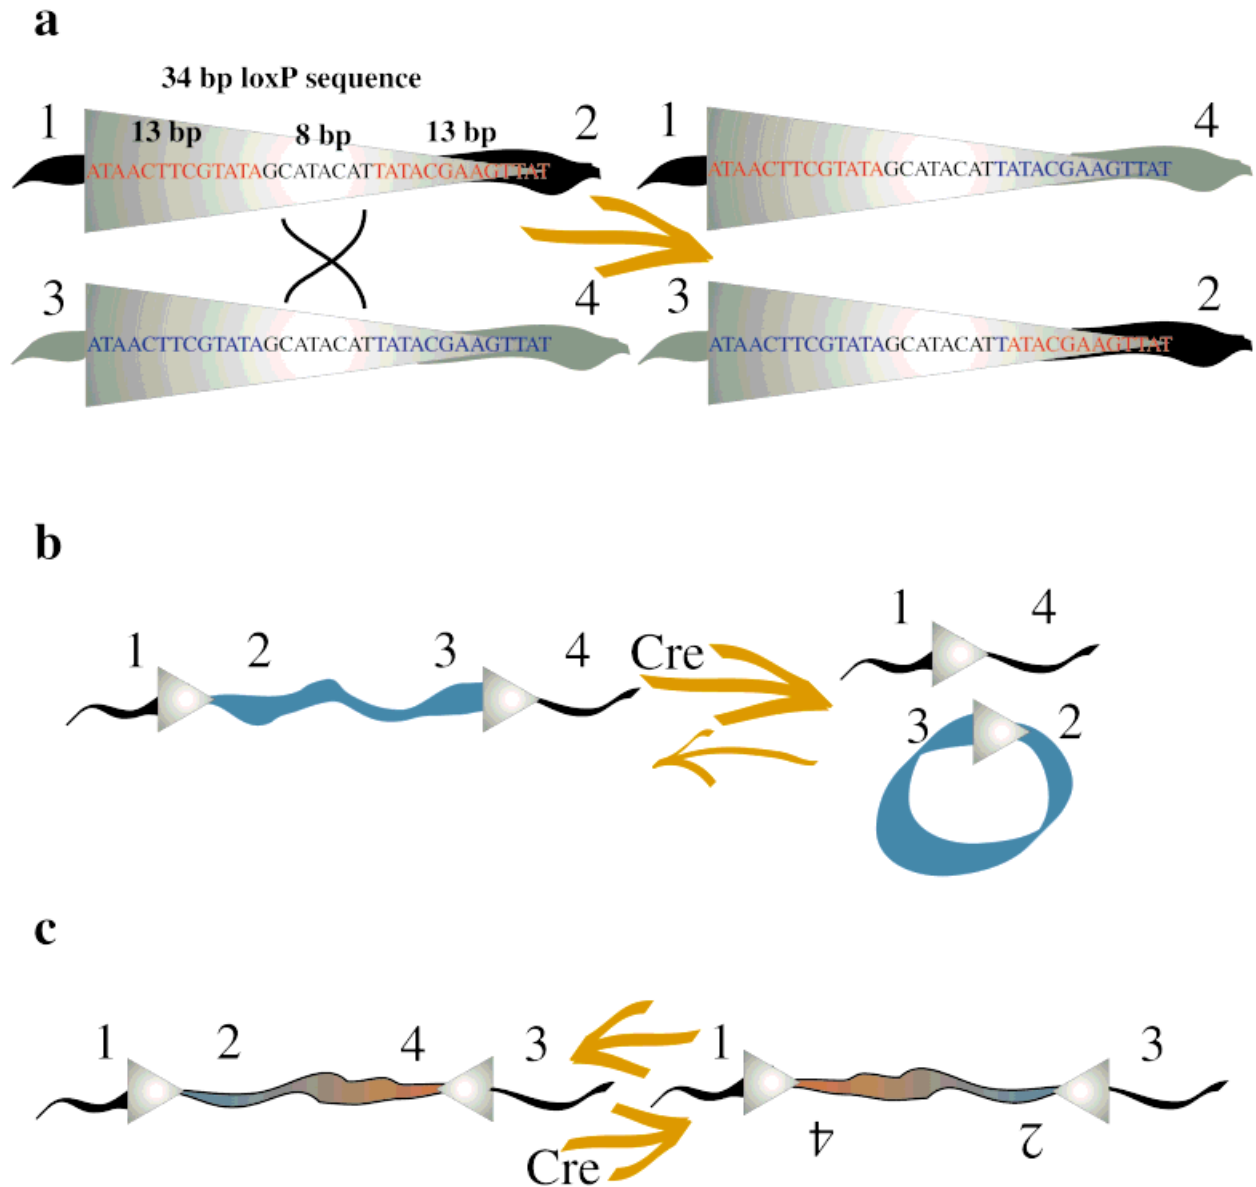 a
34 bp loxP sequence
1 13 bp 8 bp 13 bp 2 1 4
ATAACTTCGTATAGCATACATTATACGAAGTTAT ATAACTTCGTATAGCATACATTATACGAAGTTAT
3 4 3 2
ATAACTTCGTATAGCATACATTATACGAAGTTAT ATAACTTCGTATAGCATACATTATACGAAGTTAT
b
1 2 3 4 Cre 1 4
3 2
c
1 2 4 3 1 3
4 2
Cre